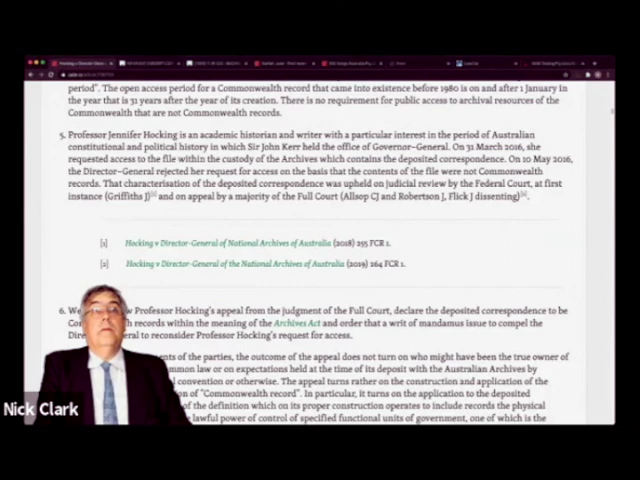 period". The open access period for a Commonwealth record that came into existence before 1980 is on and after 1 January in
the year that is 31 years after the year of its creation. There is no requirement for public access to archival resources of the
Commonwealth that are not Commonwealth records.
5. Professor Jennifer Hocking is an academic historian and writer with a particular interest in the period of Australian
constitutional and political history in which Sir John Kerr held the office of Governor–General. On 31 March 2016, she
requested access to the file within the custody of the Archives which contains the deposited correspondence. On 10 May 2016,
the Director–General rejected her request for access on the basis that the contents of the file were not Commonwealth
records. That characterisation of the deposited correspondence was upheld on judicial review by the Federal Court, at first
instance (Griffiths J)[1] and on appeal by a majority of the Full Court (Allsop CJ and Robertson J, Flick J dissenting)[2].
[1] Hocking v Director-General of National Archives of Australia (2018) 255 FCR 1.
[2] Hocking v Director-General of the National Archives of Australia (2019) 264 FCR 1.
6. We w Professor Hocking's appeal from the judgment of the Full Court, declare the deposited correspondence to be
Co records within the meaning of the Archives Act and order that a writ of mandamus issue to compel the
Dire eral to reconsider Professor Hocking's request for access.
ments of the parties, the outcome of the appeal does not turn on who might have been the true owner of
mmon law or on expectations held at the time of its deposit with the Australian Archives by
l convention or otherwise. The appeal turns rather on the construction and application of the
on of "Commonwealth record". In particular, it turns on the application to the deposited
of the definition which on its proper construction operates to include records the physical
lawful power of control of specified functional units of government, one of which is the
Nick Clark